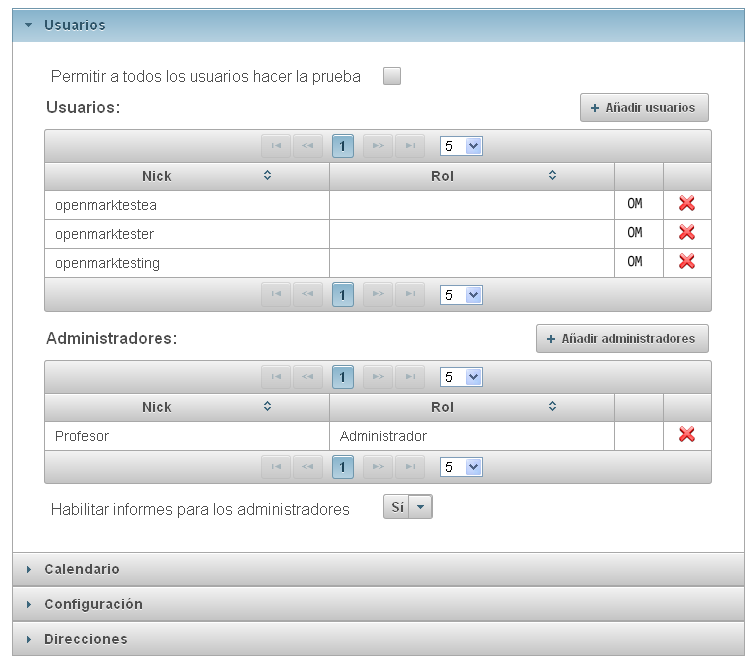 Usuarios
Permitir a todos los usuarios hacer la prueba
Usuarios:
+ Añadir usuarios
1 5
Nick Rol
openmarktestea OM
openmarktester OM
openmarktesting OM
1 5
Administradores:
+ Añadir administradores
1 5
Nick Rol
Profesor Administrador
1 5
Habilitar informes para los administradores Sí
Calendario
Configuración
Direcciones